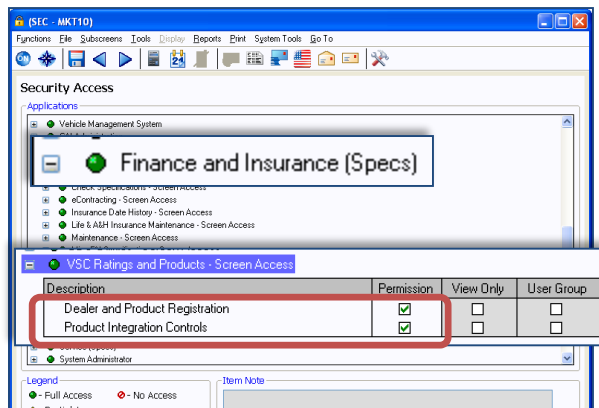 (SEC - MKT10)
Functions File Subscreens Tools Display Reports Print System Tools Go To
ON 24
Security Access
Applications
Vehicle Management System
Finance and Insurance (Specs)
Check Specifications - Screen Access
eContracting - Screen Access
Insurance Date History - Screen Access
Life & A&H Insurance Maintenance - Screen Access
Maintenance - Screen Access
VSC Ratings and Products - Screen Access
Description Permission View Only User Group
Dealer and Product Registration
Product Integration Controls
System Administrator
Legend Item Note
- Full Access - No Access